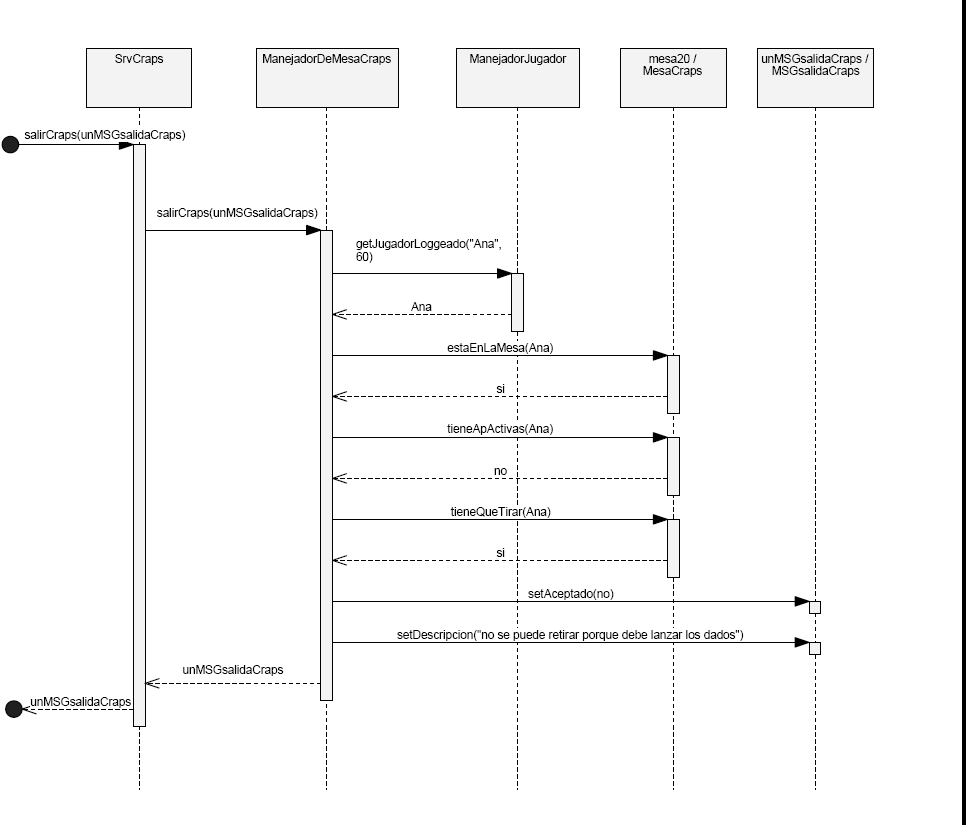 SrvCraps
ManejadorDeMesaCraps
ManejadorJugador
mesa20 /
MesaCraps
unMSGsalidaCraps /
MSGsalidaCraps
salirCraps(unMSGsalidaCraps)
salirCraps(unMSGsalidaCraps)
getJugadorLoggeado("Ana",
60)
Ana
estaEnLaMesa(Ana)
si
tieneApActivas(Ana)
no
tieneQueTirar(Ana)
si
setAceptado(no)
setDescripcion("no se puede retirar porque debe lanzar los dados")
unMSGsalidaCraps
unMSGsalidaCraps